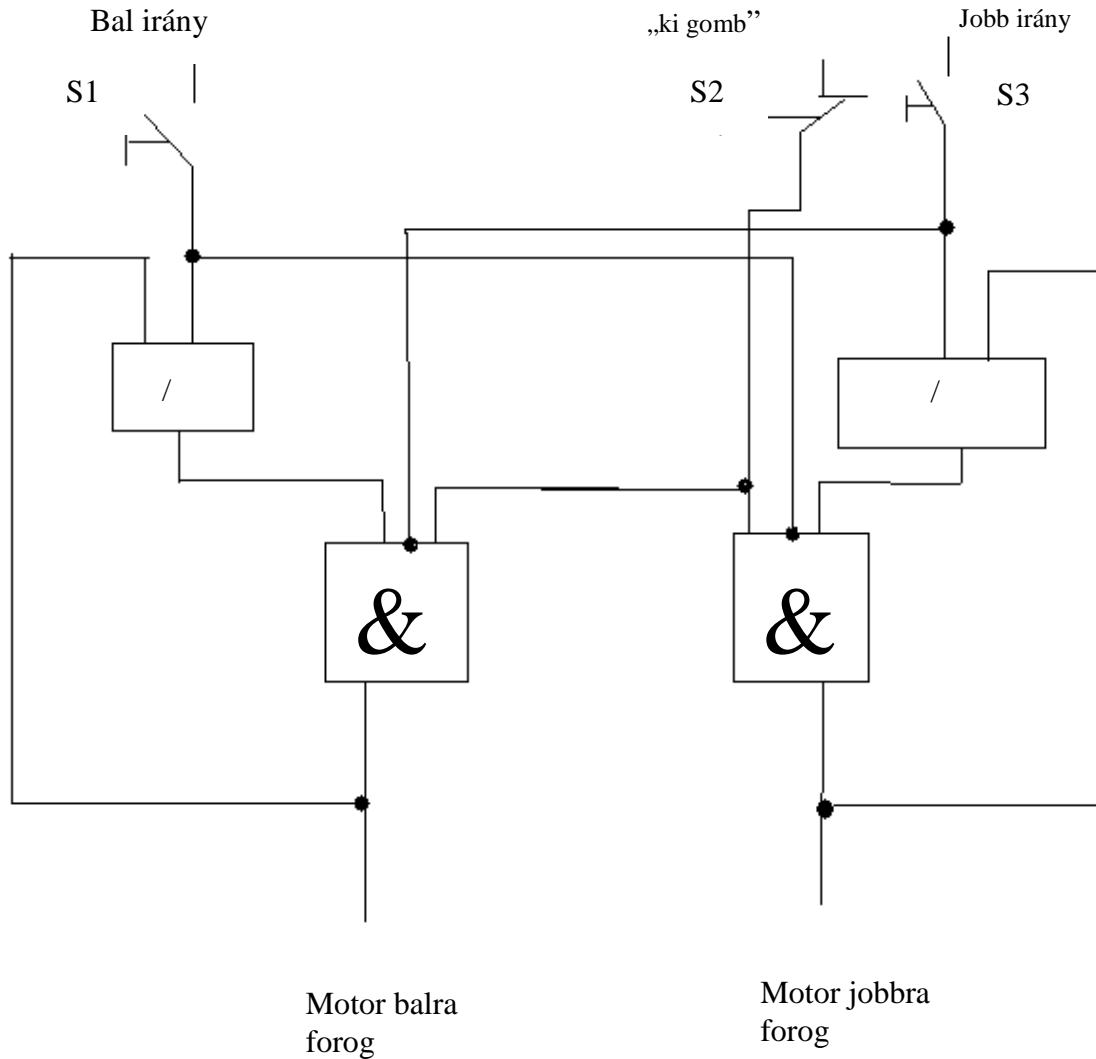 Bal irány
„ki gomb”
Jobb irány
S1
S2
S3
/
/
&
&
Motor balra
forog
Motor jobbra
forog